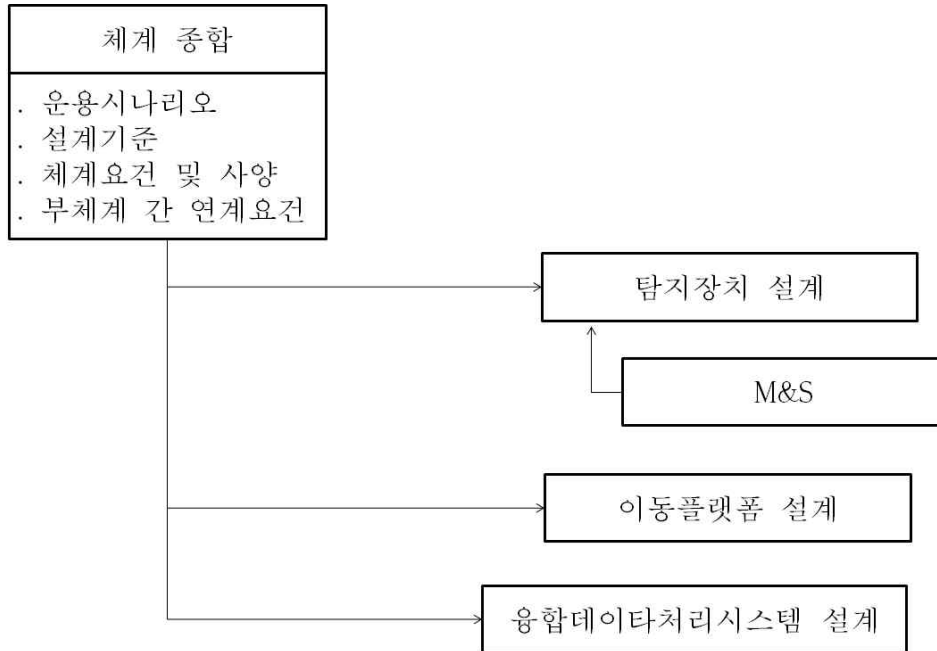 체계 종합
. 운용시나리오
. 설계기준
. 체계요건 및 사양
. 부체계 간 연계요건
탐지장치 설계
M&S
이동플랫폼 설계
융합데이타처리시스템 설계